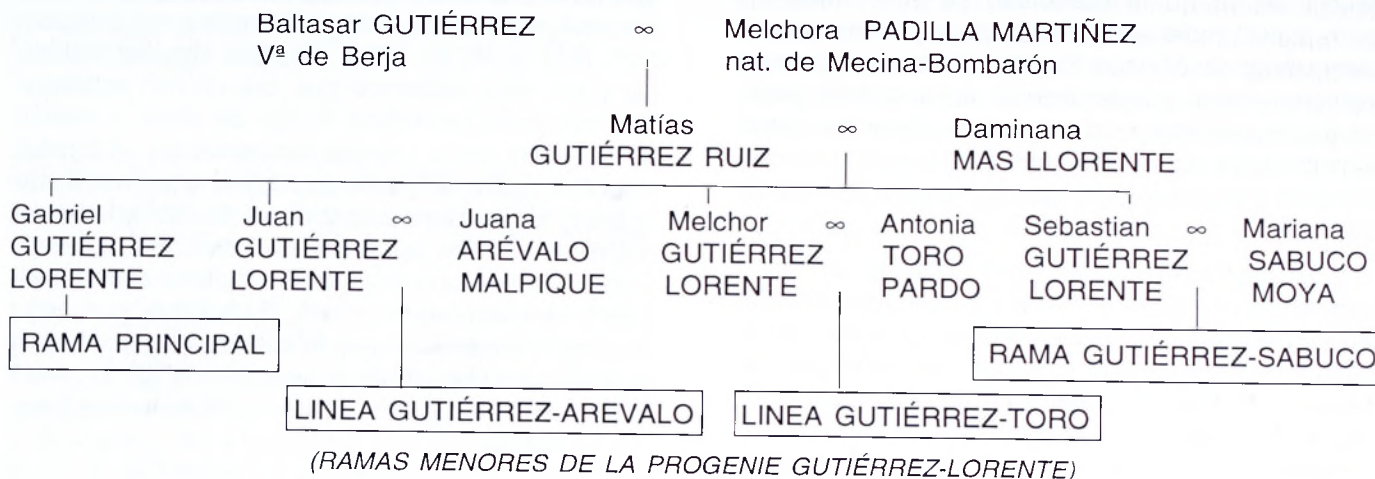 Baltasar GUTIÉRREZ ∞ Melchora PADILLA MARTIÑEZ
Vª de Berja nat. de Mecina-Bombarón
Matías ∞ Daminana
GUTIÉRREZ RUIZ MAS LLORENTE
Gabriel Juan ∞ Juana Melchor ∞ Antonia Sebastian ∞ Mariana
GUTIÉRREZ GUTIÉRREZ ARÉVALO GUTIÉRREZ TORO GUTIÉRREZ SABUCO
LORENTE LORENTE MALPIQUE LORENTE PARDO LORENTE MOYA
RAMA PRINCIPAL RAMA GUTIÉRREZ-SABUCO
LINEA GUTIÉRREZ-AREVALO LINEA GUTIÉRREZ-TORO
(RAMAS MENORES DE LA PROGENIE GUTIÉRREZ-LORENTE)